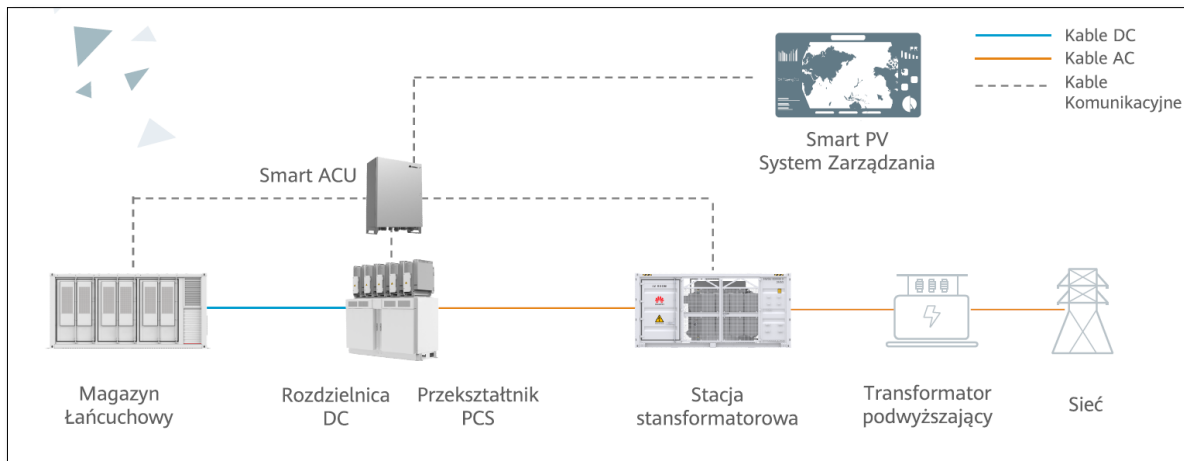 Kable DC
Kable AC
Kable
Komunikacyjne
Smart PV
System Zarządzania
Smart ACU
Magazyn
Łańcuchowy
Rozdzielnica
DC
Przekształtnik
PCS
Stacja
stansformatorowa
Transformator
podwyższający
Sieć